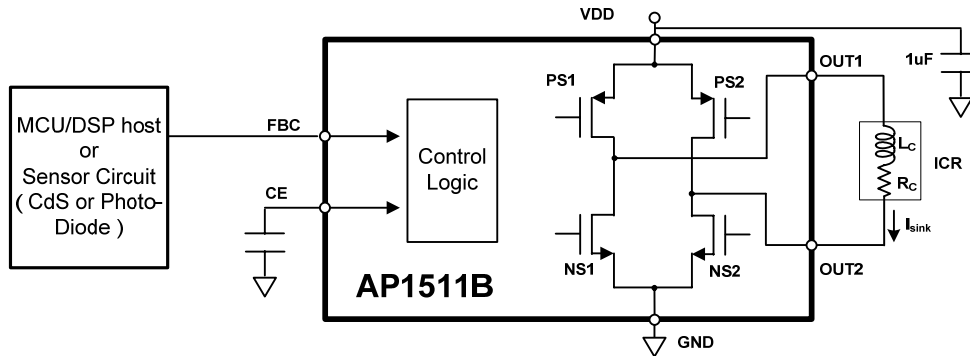 VDD
OUT1
1uF
PS1
PS2
MCU/DSP host
or
Sensor Circuit
( CdS or Photo-
Diode )
FBC
Control
Logic
CE
LC
RC
ICR
Isink
NS1
NS2
OUT2
AP1511B
GND